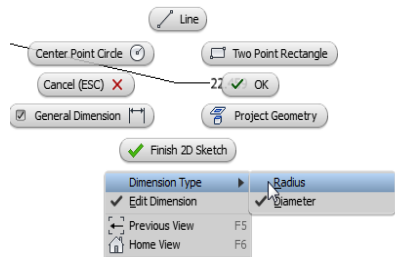 Line
Center Point Circle
Two Point Rectangle
Cancel (ESC)
22
OK
General Dimension
Project Geometry
Finish 2D Sketch
Dimension Type
Radius
Edit Dimension
Diameter
Previous View F5
Home View F6